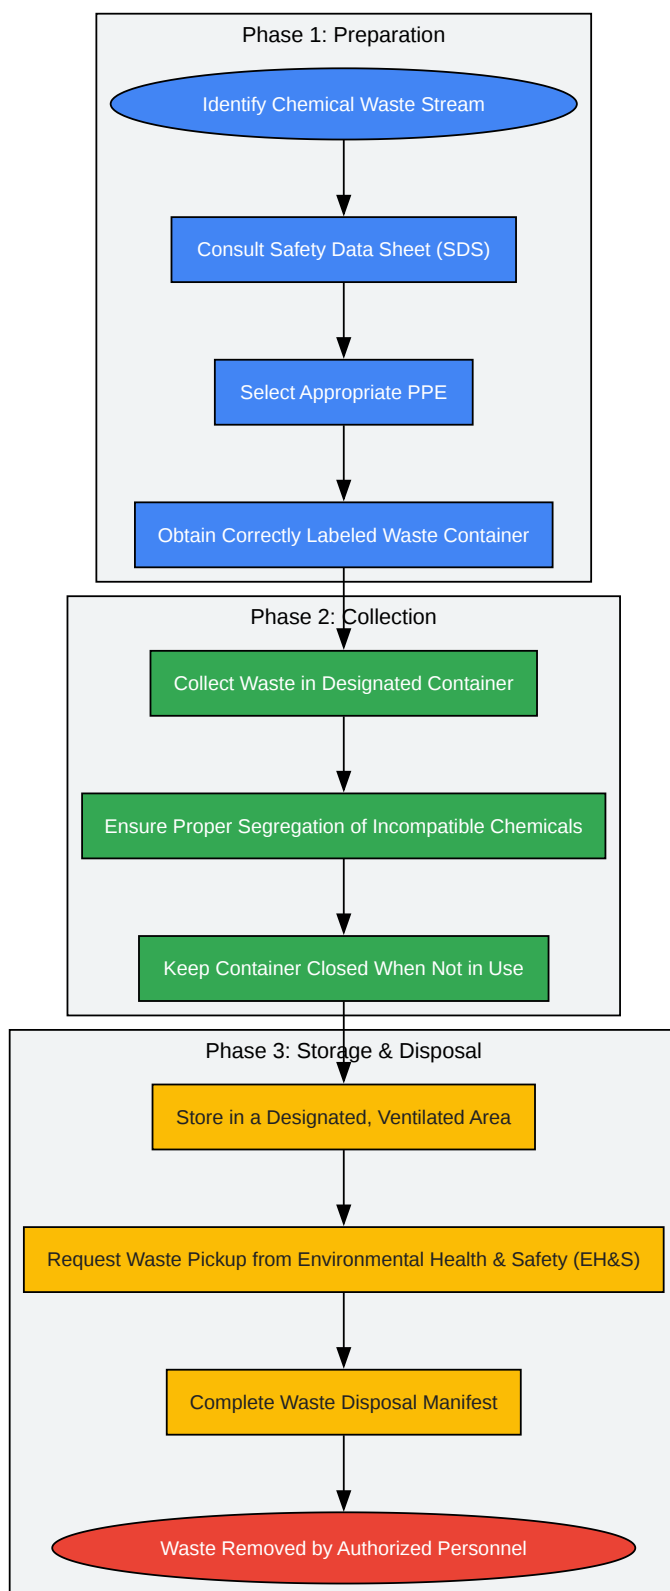 Phase 1: Preparation
Identify Chemical Waste Stream
Consult Safety Data Sheet (SDS)
Select Appropriate PPE
Obtain Correctly Labeled Waste Container
Phase 2: Collection
Collect Waste in Designated Container
Ensure Proper Segregation of Incompatible Chemicals
Keep Container Closed When Not in Use
Phase 3: Storage & Disposal
Store in a Designated, Ventilated Area
Request Waste Pickup from Environmental Health & Safety (EH&S)
Complete Waste Disposal Manifest
Waste Removed by Authorized Personnel